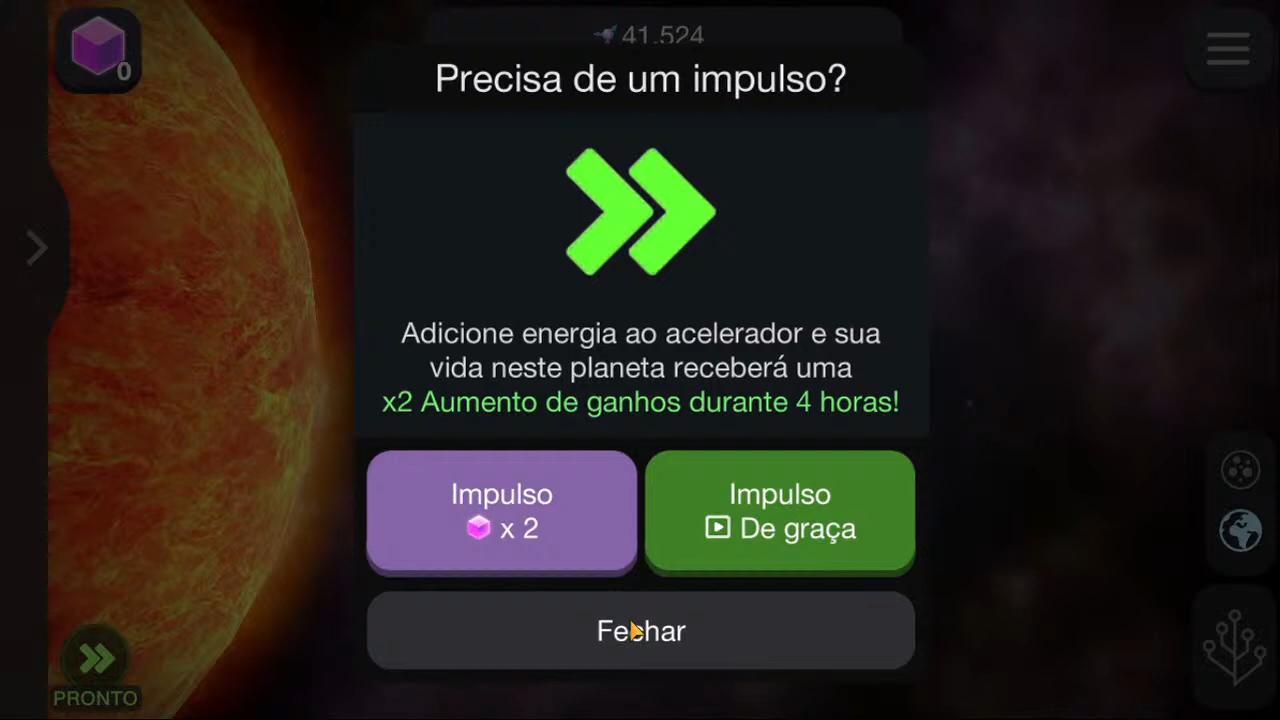 0
41.524
Precisa de um impulso?
Adicione energia ao acelerador e sua
vida neste planeta receberá uma
x2 Aumento de ganhos durante 4 horas!
Impulso
x 2
Impulso
De graça
Fechar
PRONTO